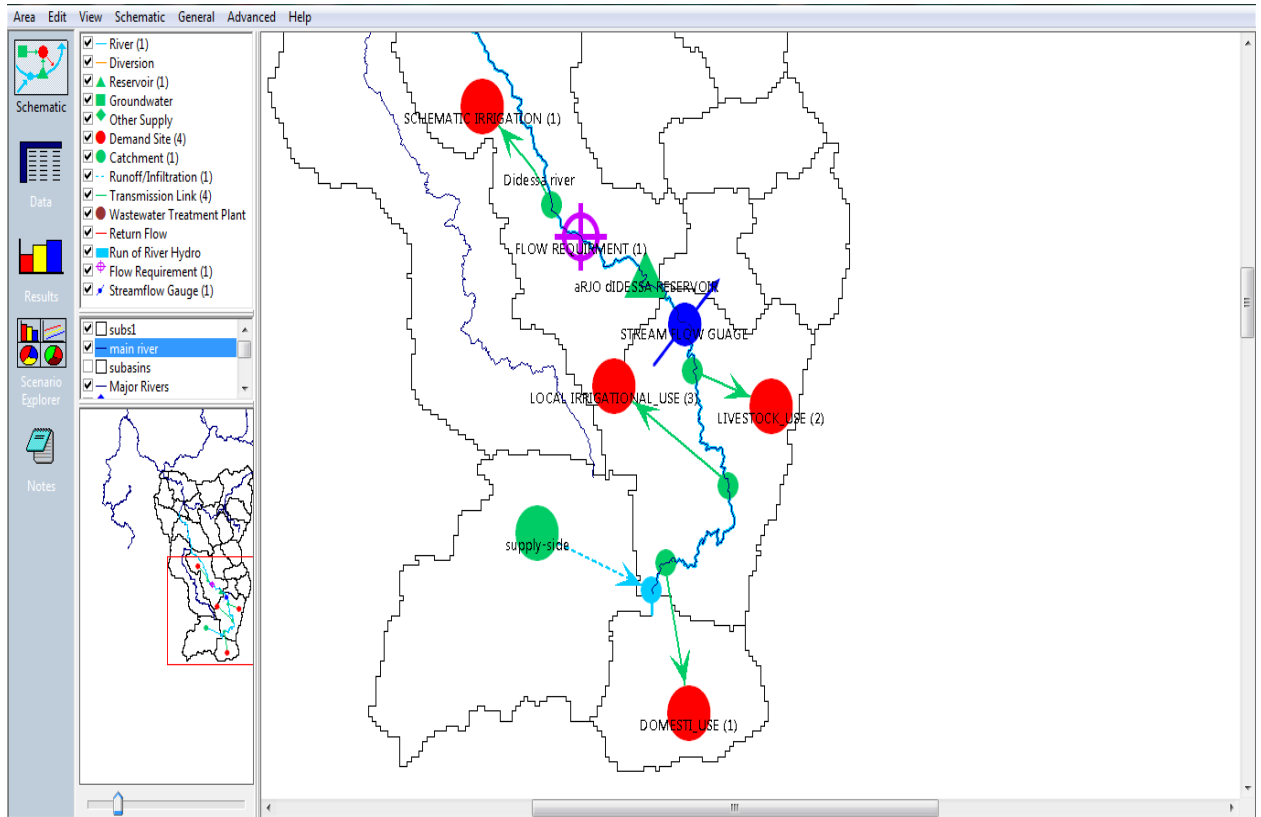 Area Edit View Schematic General Advanced Help
Schematic
Data
Results
Scenario
Explorer
Notes
River (1)
Diversion
Reservoir (1)
Groundwater
Other Supply
Demand Site (4)
Catchment (1)
Runoff/Infiltration (1)
Transmission Link (4)
Wastewater Treatment Plant
Return Flow
Run of River Hydro
Flow Requirement (1)
Streamflow Gauge (1)
subs1
main river
subasins
Major Rivers
SCHEMATIC IRRIGATION (1)
Didessa river
FLOW REQUIRMENT (1)
aRJO dIDESSA RESERVOIR
STREAM FLOW GUAGE
LOCAL IRRIGATIONAL_USE (3)
LIVESTOCK_USE (2)
supply-side
DOMESTI_USE (1)